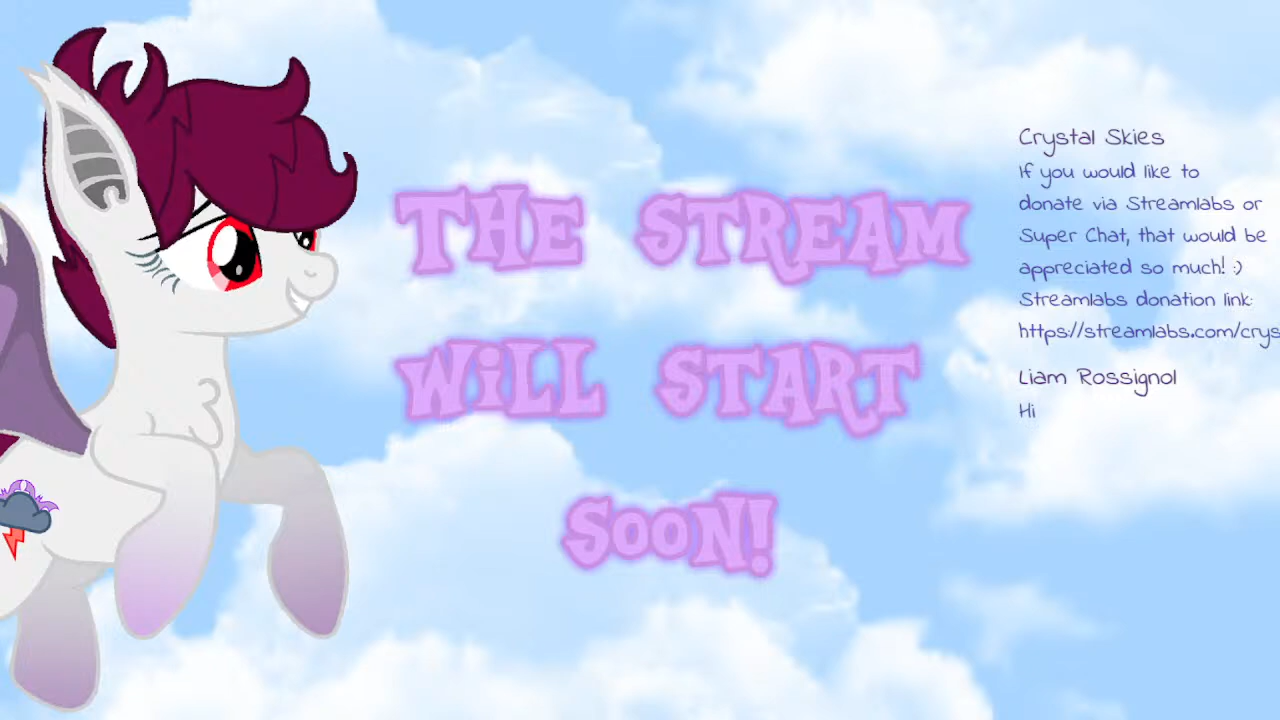 THE STREAM
WiLL START
SooN!
Crystal Skies
If you would like to
donate via Streamlabs or
Super Chat, that would be
appreciated so much! :)
Streamlabs donation link:
https://streamlabs.com/crys
Liam Rossignol
Hi